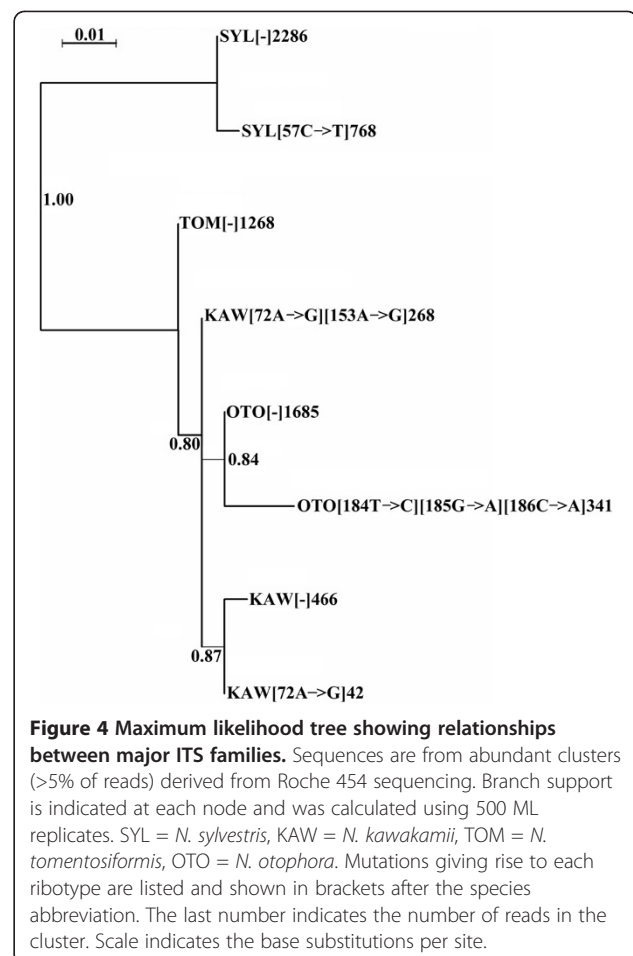 0.01
SYL[-]2286
SYL[57C->T]768
1.00
TOM[-]1268
KAW[72A->G][153A->G]268
OTO[-]1685
0.80
0.84
OTO[184T->C][185G->A][186C->A]341
KAW[-]466
0.87
KAW[72A->G]42
Figure 4 Maximum likelihood tree showing relationships
between major ITS families. Sequences are from abundant clusters
(>5% of reads) derived from Roche 454 sequencing. Branch support
is indicated at each node and was calculated using 500 ML
replicates. SYL = N. sylvestris, KAW = N. kawakamii, TOM = N.
tomentosiformis, OTO = N. otophora. Mutations giving rise to each
ribotype are listed and shown in brackets after the species
abbreviation. The last number indicates the number of reads in the
cluster. Scale indicates the base substitutions per site.